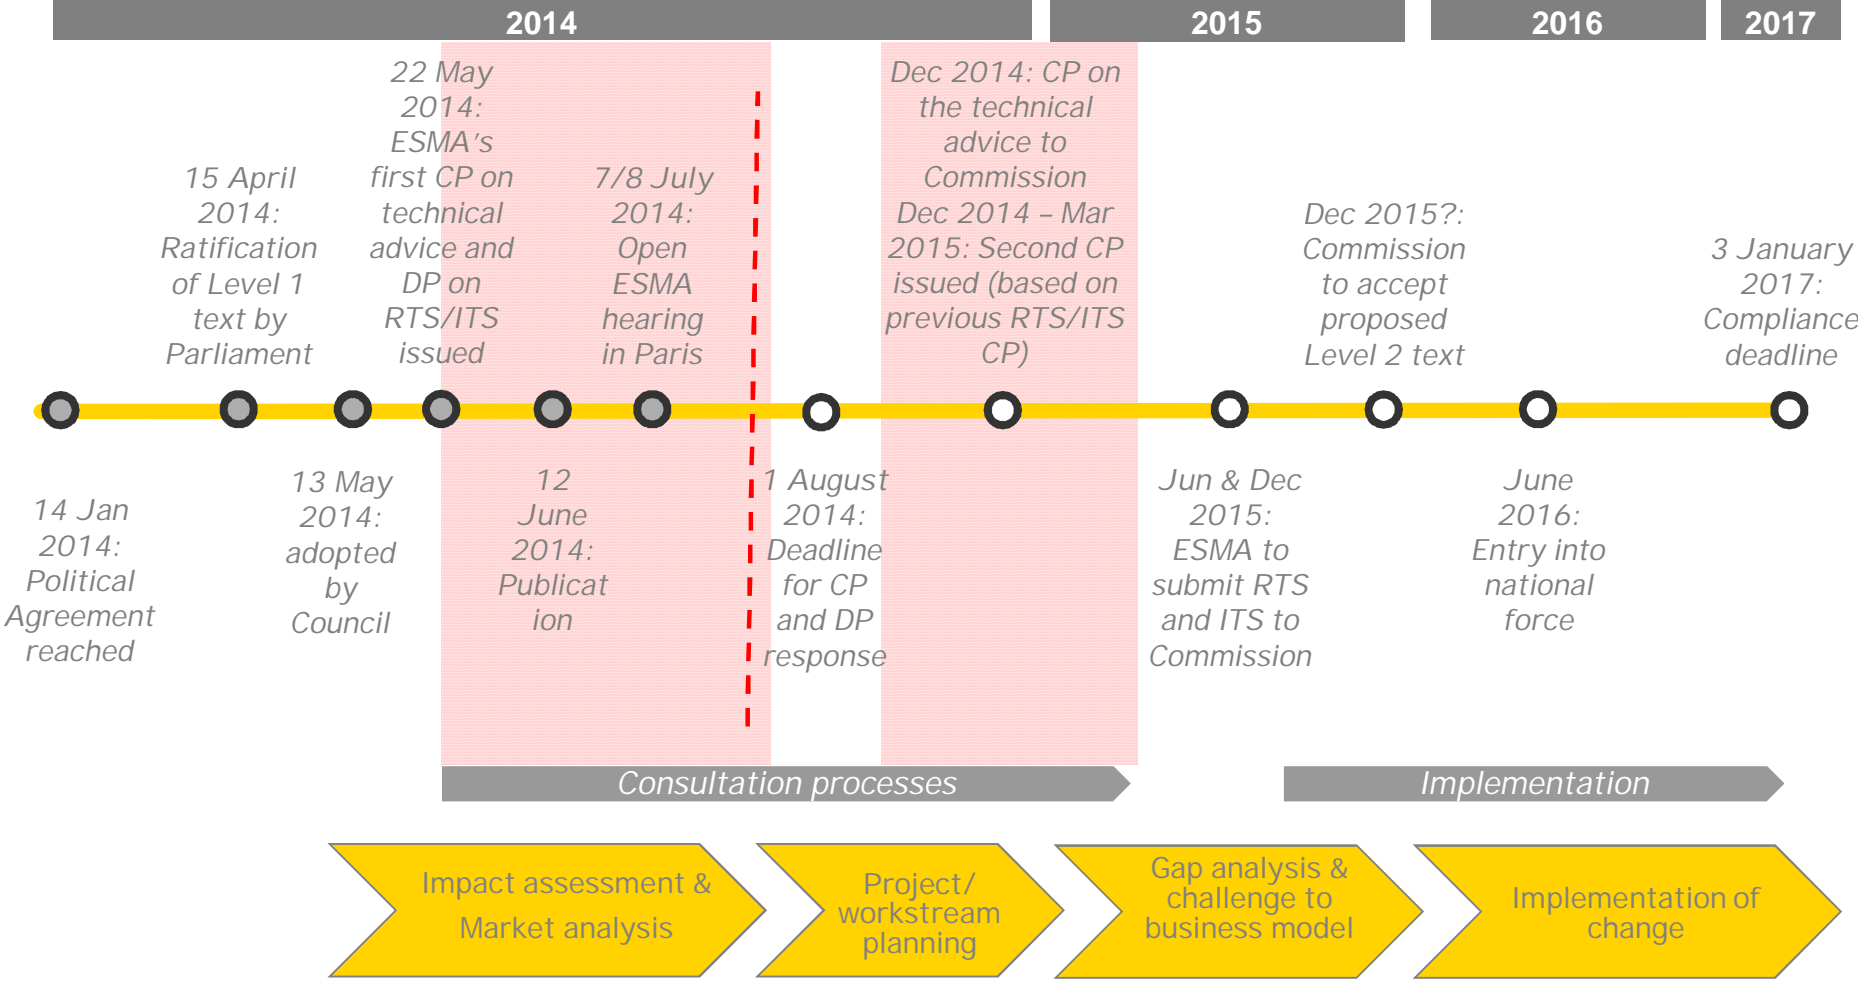 2014
2015
2016
2017
22 May
2014:
ESMA's
first CP on
technical
advice and
DP on
RTS/ITS
issued
Dec 2014: CP on
the technical
advice to
Commission
Dec 2014 – Mar
2015: Second CP
issued (based on
previous RTS/ITS
CP)
15 April
2014:
Ratification
of Level 1
text by
Parliament
7/8 July
2014:
Open
ESMA
hearing
in Paris
Dec 2015?:
Commission
to accept
proposed
Level 2 text
3 January
2017:
Compliance
deadline
14 Jan
2014:
Political
Agreement
reached
13 May
2014:
adopted
by
Council
12
June
2014:
Publicat
ion
1 August
2014:
Deadline
for CP
and DP
response
Jun & Dec
2015:
ESMA to
submit RTS
and ITS to
Commission
June
2016:
Entry into
national
force
Consultation processes
Implementation
Impact assessment &
Market analysis
Project/
workstream
planning
Gap analysis &
challenge to
business model
Implementation of
change